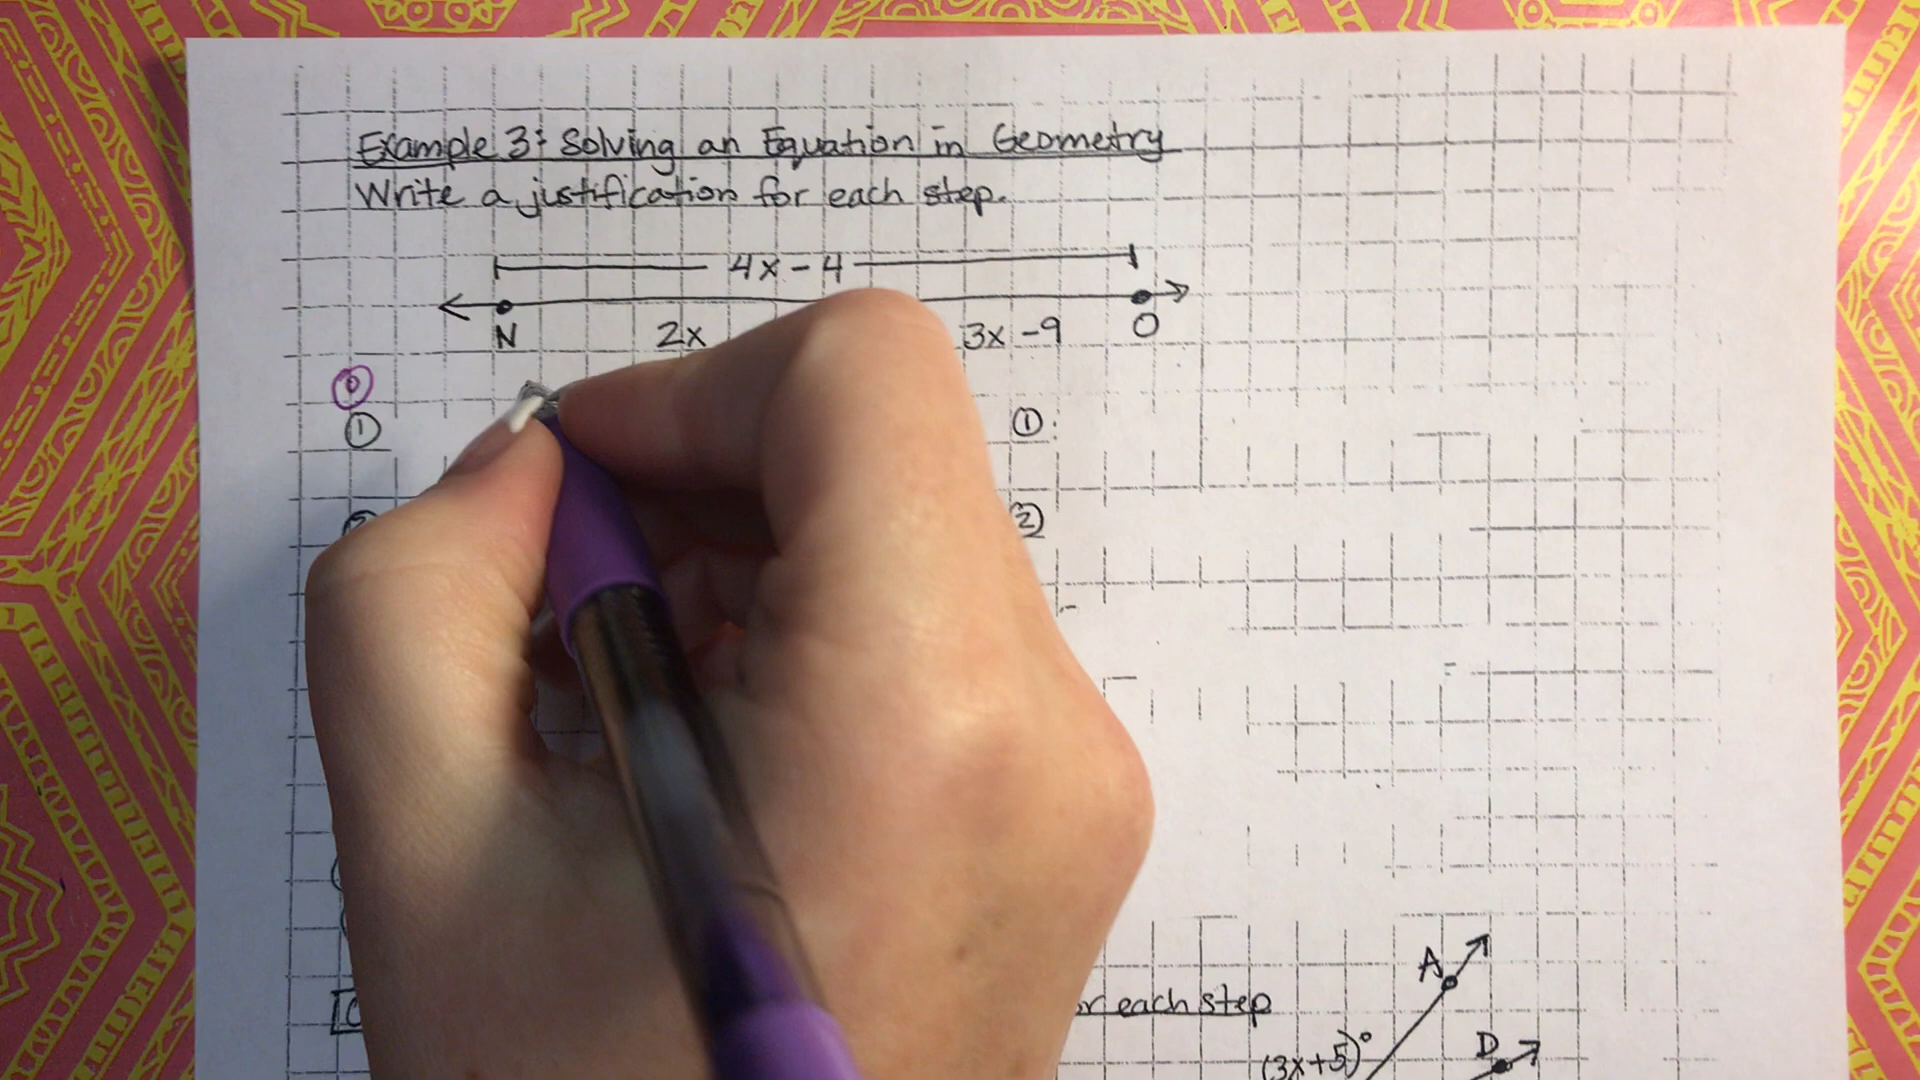 Example 3: Solving an Equation in Geometry
Write a justification for each step.
4x - 4
N 2x 3x - 9 O
0
1 1
2
A
r each step
D
(3x+5)°